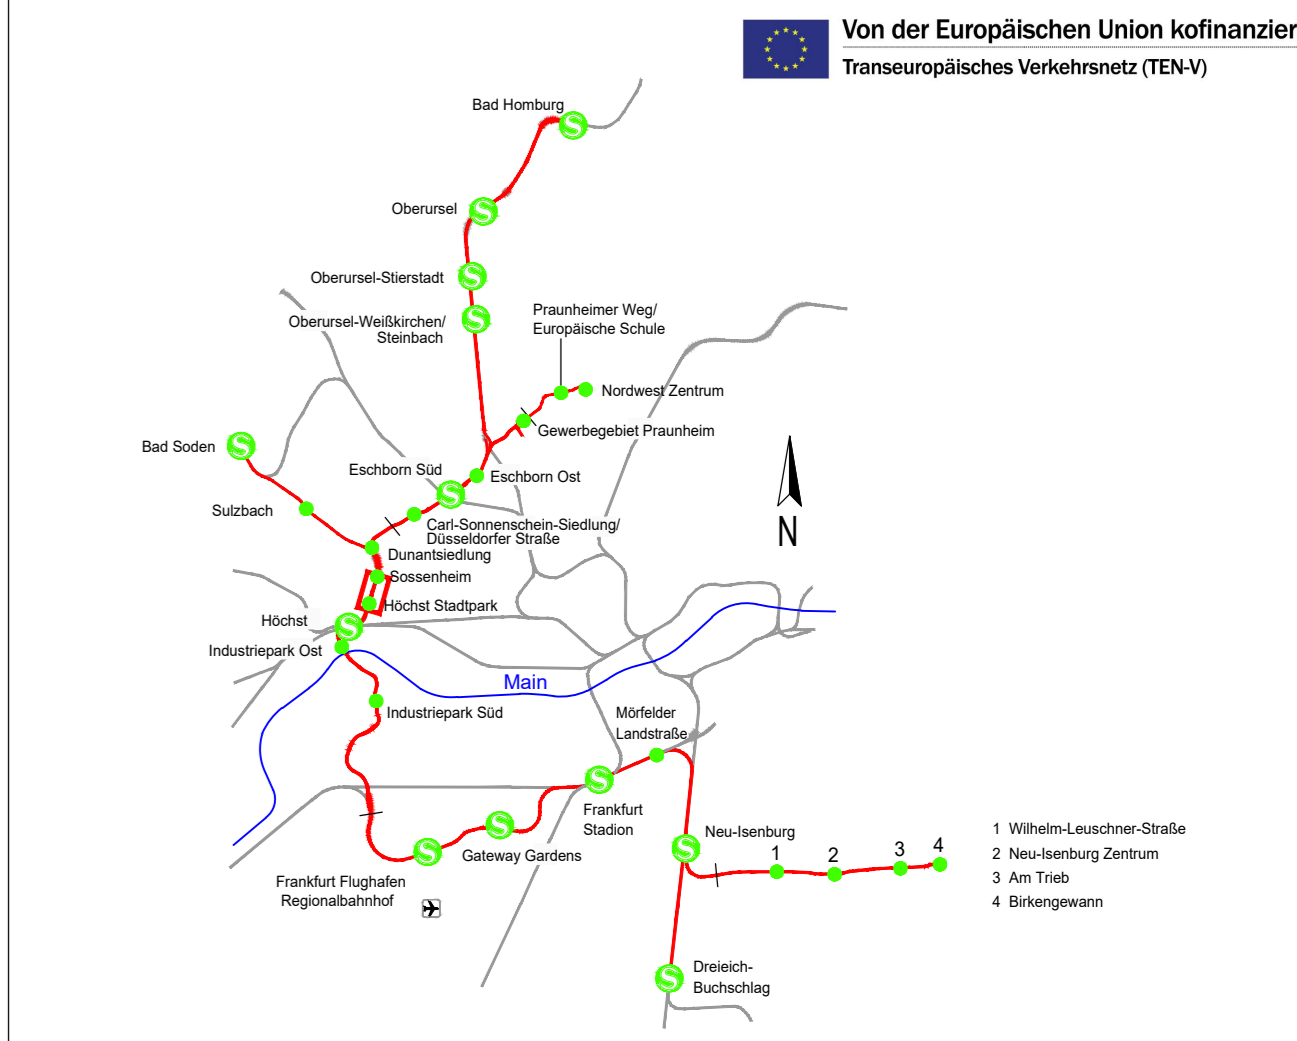 Von der Europäischen Union kofinanzier
Transeuropäisches Verkehrsnetz (TEN-V)
Bad Homburg
Oberursel
Oberursel-Stierstadt
Oberursel-Weißkirchen/
Steinbach
Praunheimer Weg/
Europäische Schule
Nordwest Zentrum
Gewerbegebiet Praunheim
Bad Soden
Eschborn Süd
Eschborn Ost
Sulzbach
Carl-Sonnenschein-Siedlung/
Düsseldorfer Straße
Dunantsiedlung
Sossenheim
Höchst Stadtpark
Höchst
Industriepark Ost
N
Main
Industriepark Süd
Mörfelder
Landstraße
Frankfurt
Stadion
Gateway Gardens
Frankfurt Flughafen
Regionalbahnhof
Neu-Isenburg
1 2 3 4
1 Wilhelm-Leuschner-Straße
2 Neu-Isenburg Zentrum
3 Am Trieb
4 Birkengewann
Dreieich-
Buchschlag
S
S
S
S
S
S
S
S
S
S
S
S